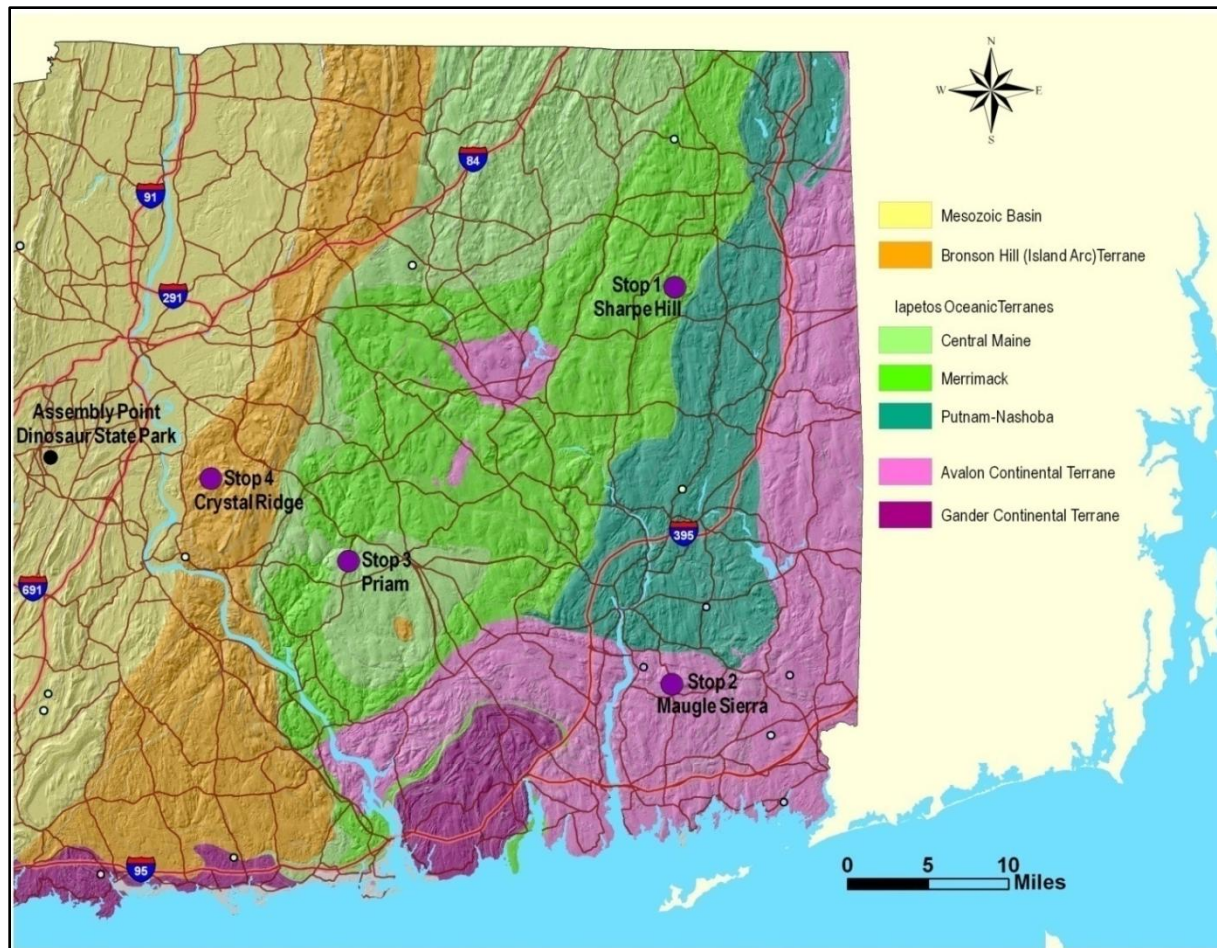 N
W
E
S
84
91
Mesozoic Basin
Bronson Hill (Island Arc)Terrane
291
Stop 1
Sharpe Hill
Iapetos OceanicTerranes
Central Maine
Merrimack
Putnam-Nashoba
Assembly Point
Dinosaur State Park
Stop 4
Crystal Ridge
Avalon Continental Terrane
Gander Continental Terrane
395
Stop 3
Priam
691
Stop 2
Maugle Sierra
95
0 5 10
Miles